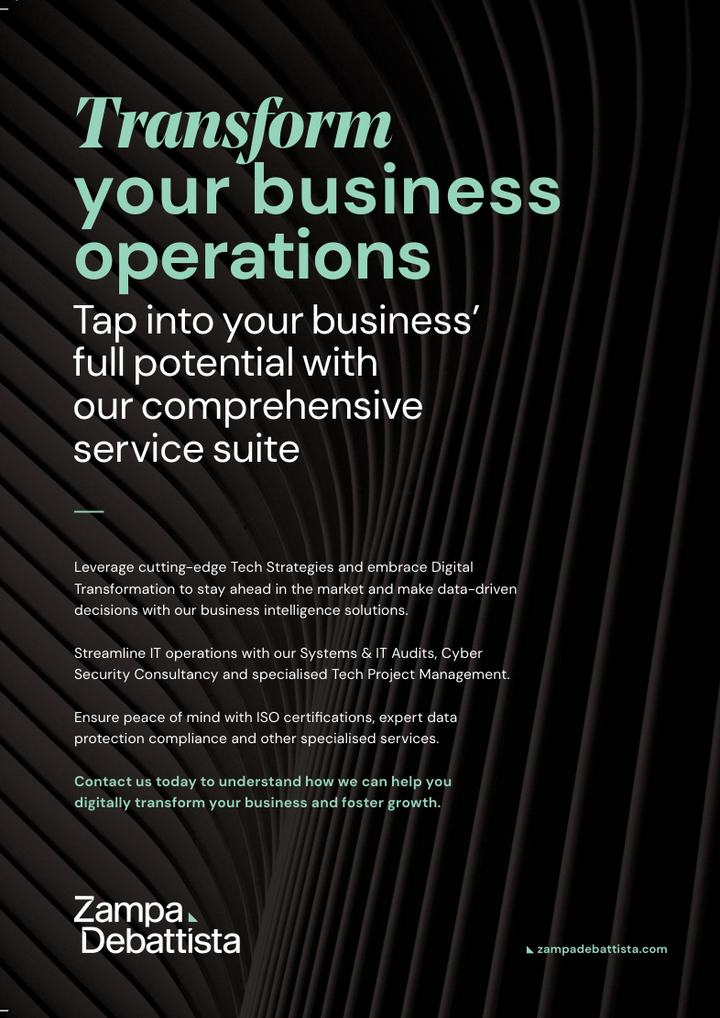 Transform
your business
operations
Tap into your business’
full potential with
our comprehensive
service suite
Leverage cutting-edge Tech Strategies and embrace Digital
Transformation to stay ahead in the market and make data-driven
decisions with our business intelligence solutions.
Streamline IT operations with our Systems & IT Audits, Cyber
Security Consultancy and specialised Tech Project Management.
Ensure peace of mind with ISO certifications, expert data
protection compliance and other specialised services.
Contact us today to understand how we can help you
digitally transform your business and foster growth.
Zampa
Debattista
zampadebattista.com